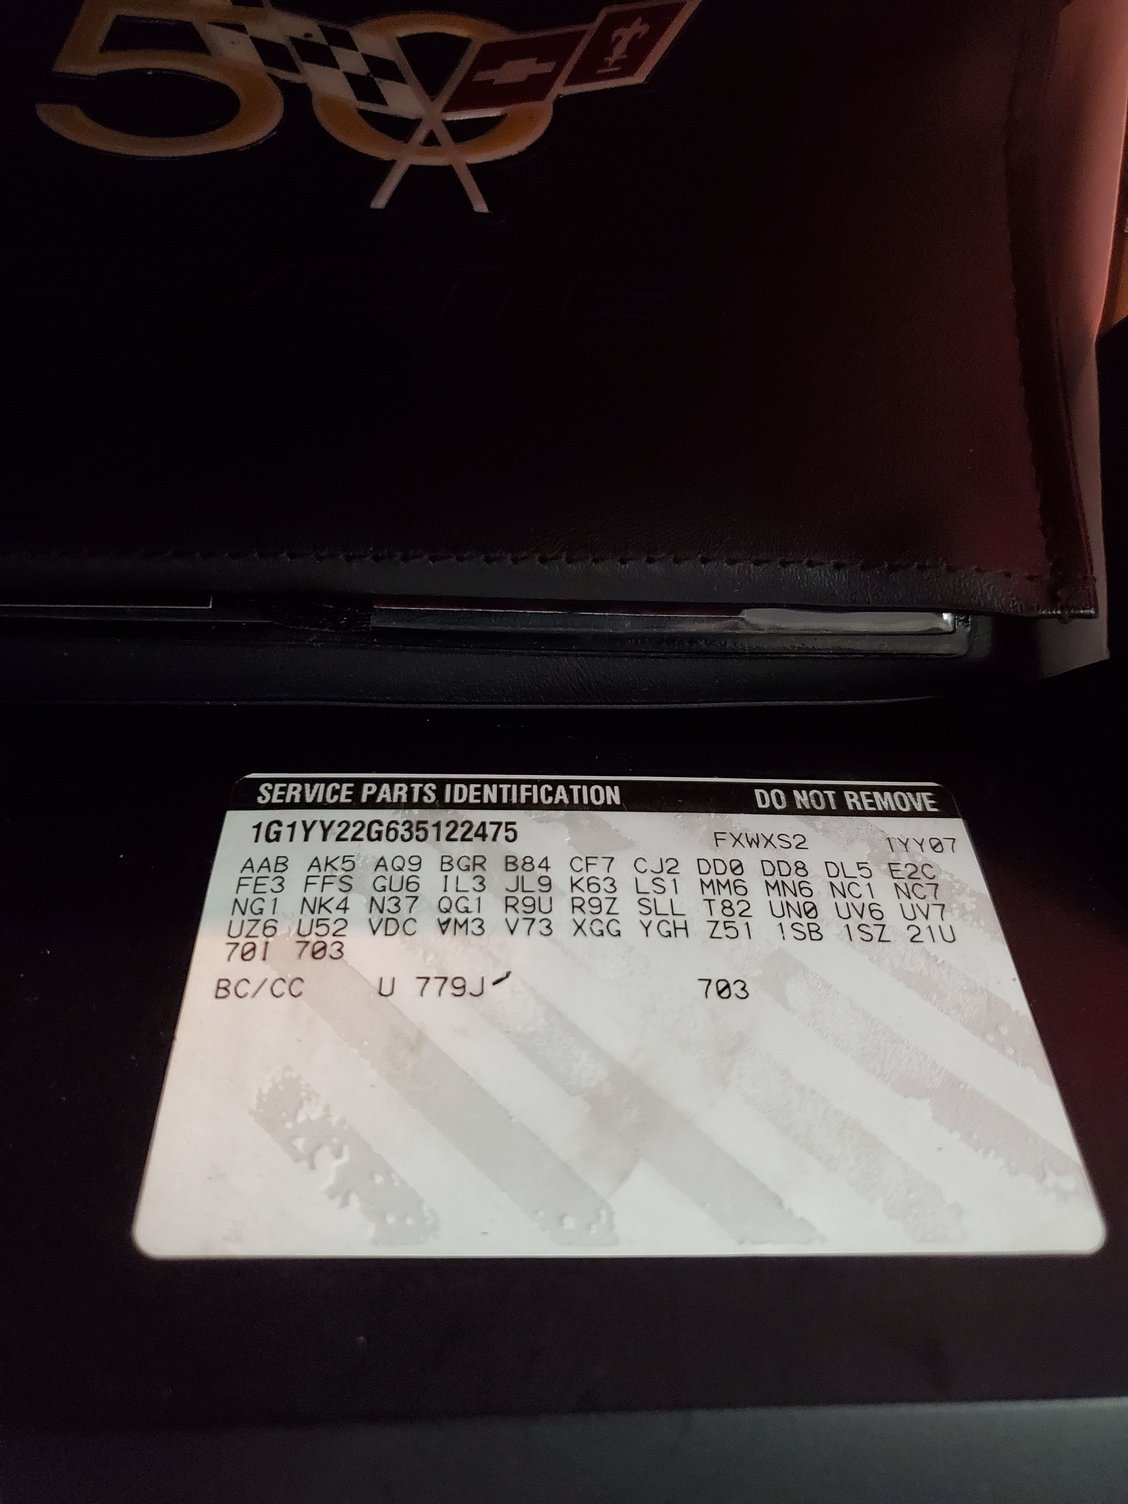 50
SERVICE PARTS IDENTIFICATION DO NOT REMOVE
1G1YY22G635122475 FXWXS2 1YY07
AAB AK5 AQ9 BGR B84 CF7 CJ2 DD0 DD8 DL5 E2C
FE3 FFS GU6 IL3 JL9 K63 LS1 MM6 MN6 NC1 NC7
NG1 NK4 N37 QG1 R9U R9Z SLL T82 UN0 UV6 UV7
UZ6 U52 VDC VM3 V73 XGG YGH Z51 1SB 1SZ 21U
70I 703
BC/CC U 779J 703